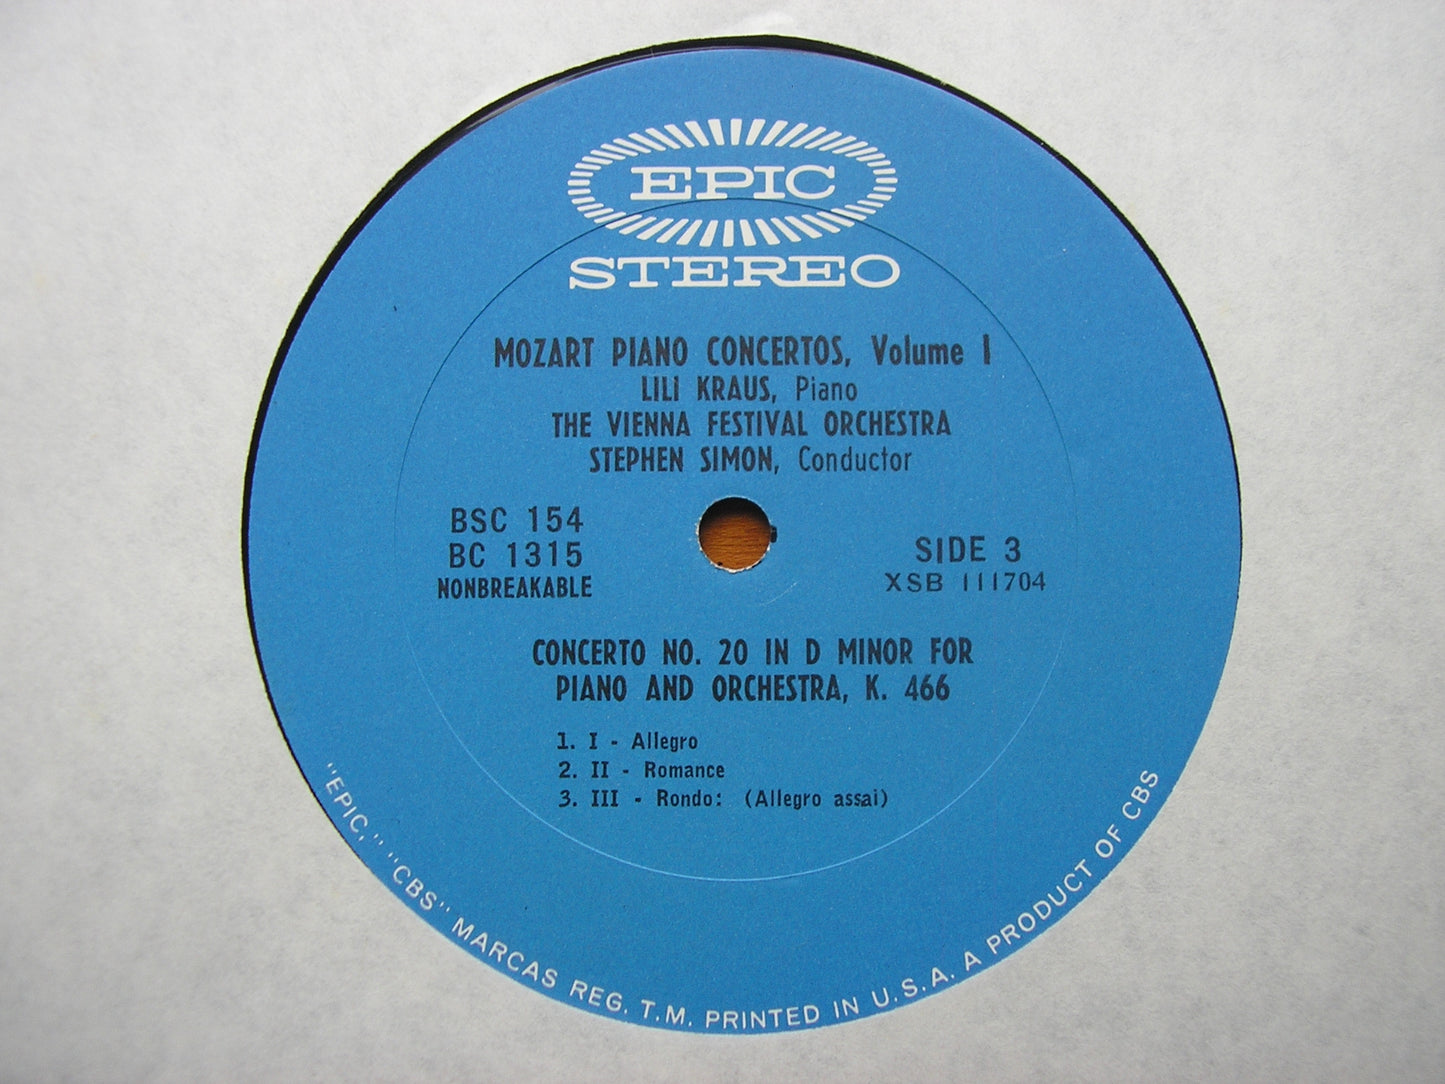 EPIC
STEREO
MOZART PIANO CONCERTOS, Volume I
LILI KRAUS, Piano
THE VIENNA FESTIVAL ORCHESTRA
STEPHEN SIMON, Conductor
BSC 154
BC 1315
NONBREAKABLE
SIDE 3
XSB 111704
CONCERTO NO. 20 IN D MINOR FOR
PIANO AND ORCHESTRA, K. 466
1. I - Allegro
2. II - Romance
3. III - Rondo: (Allegro assai)
"EPIC," "CBS" MARCAS REG. T.M. PRINTED IN U.S.A. A PRODUCT OF CBS